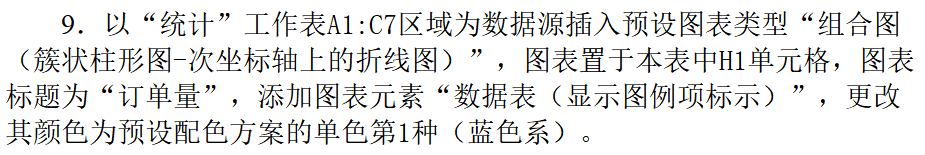 9．以“统计”工作表A1:C7区域为数据源插入预设图表类型“组合图
（簇状柱形图-次坐标轴上的折线图）”，图表置于本表中H1单元格，图表
标题为“订单量”，添加图表元素“数据表（显示图例项标示）”，更改
其颜色为预设配色方案的单色第1种（蓝色系）。